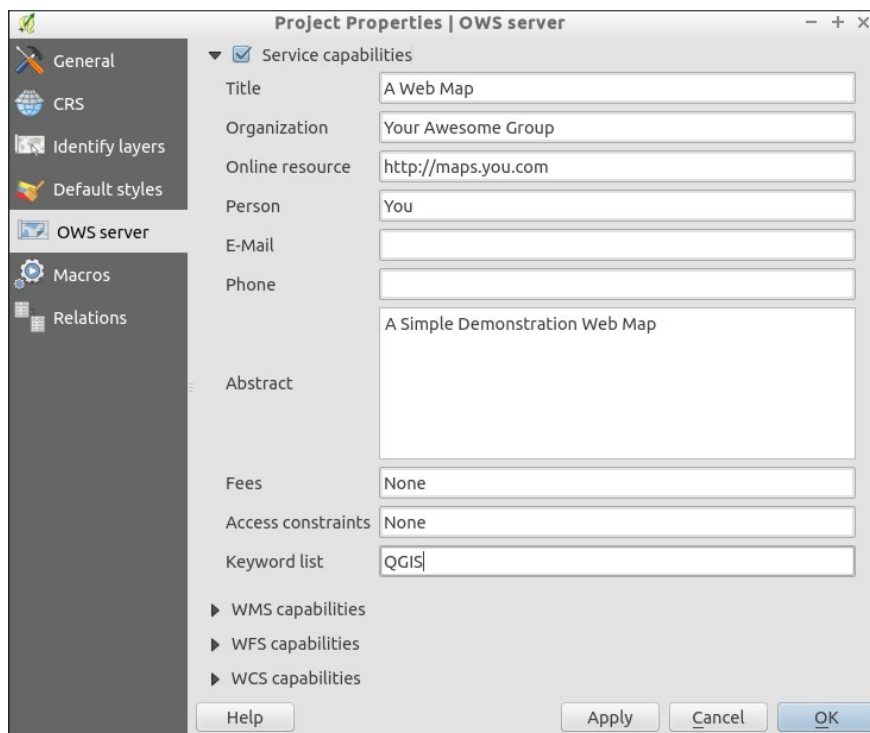 Project Properties | OWS server
General
CRS
Identify layers
Default styles
OWS server
Macros
Relations
Service capabilities
Title A Web Map
Organization Your Awesome Group
Online resource http://maps.you.com
Person You
E-Mail
Phone
Abstract A Simple Demonstration Web Map
Fees None
Access constraints None
Keyword list QGIS
WMS capabilities
WFS capabilities
WCS capabilities
Help Apply Cancel OK